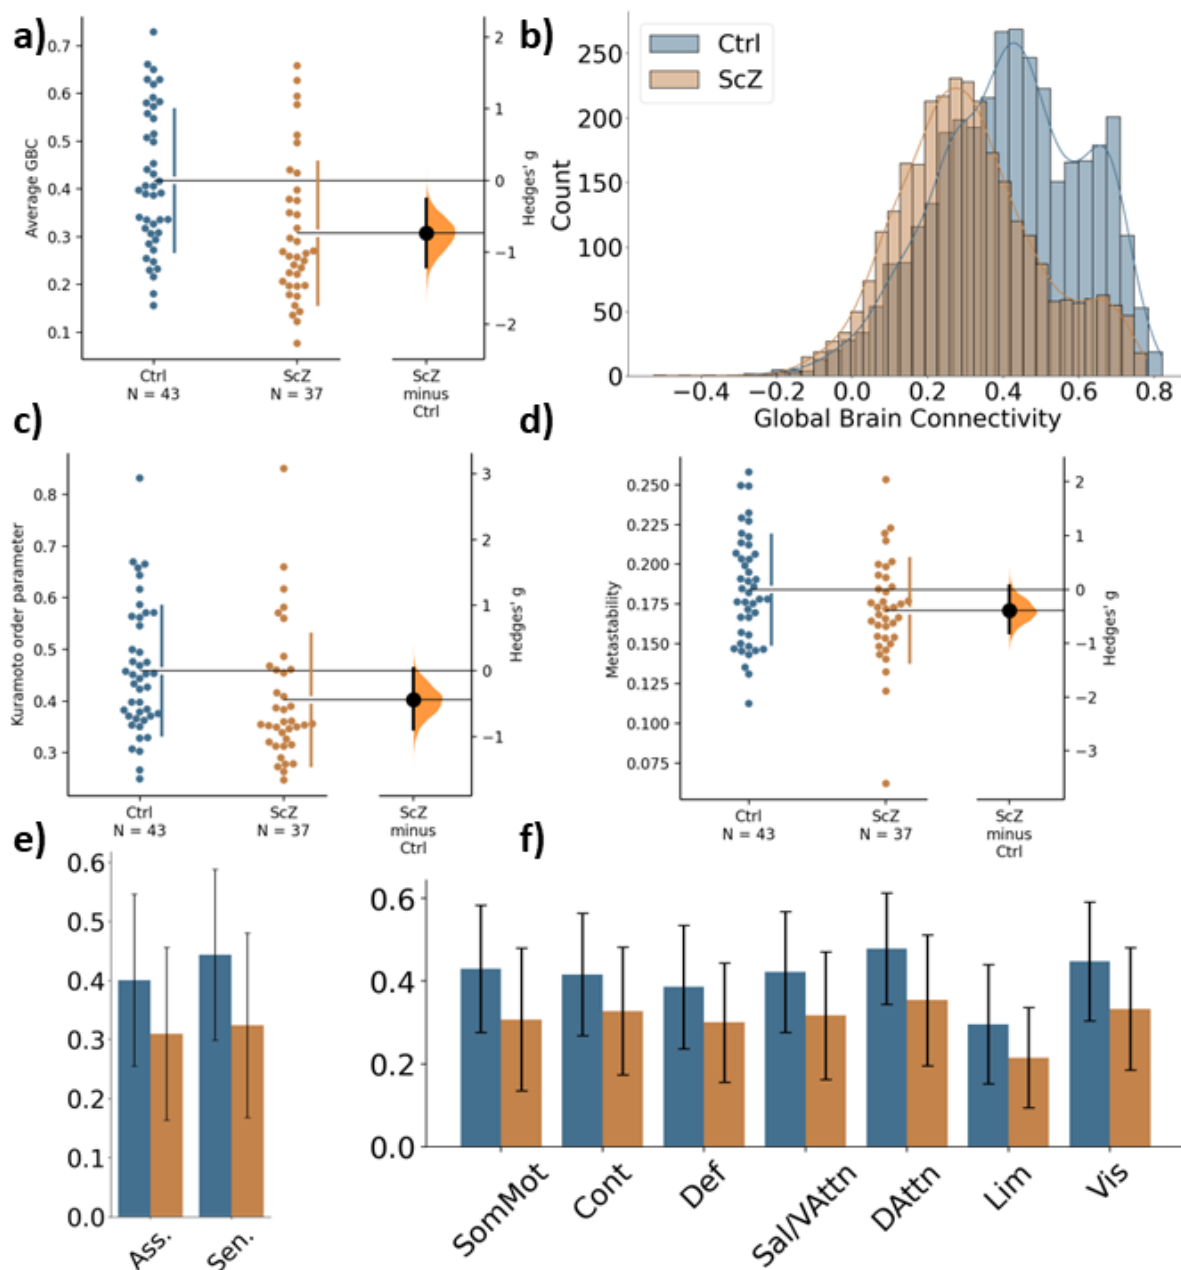 a)
0.7
0.6
0.5
0.4
0.3
0.2
0.1
Average GBC
Ctrl
N = 43
ScZ
N = 37
ScZ
minus
Ctrl
2
1
0
−1
−2
Hedges' g
b)
Ctrl
ScZ
250
200
150
100
50
0
Count
−0.4
−0.2
0.0
0.2
0.4
0.6
0.8
Global Brain Connectivity
c)
0.8
0.7
0.6
0.5
0.4
0.3
Kuramoto order parameter
Ctrl
N = 43
ScZ
N = 37
ScZ
minus
Ctrl
3
2
1
0
−1
Hedges' g
d)
0.250
0.225
0.200
0.175
0.150
0.125
0.100
0.075
Metastability
Ctrl
N = 43
ScZ
N = 37
ScZ
minus
Ctrl
2
1
0
−1
−2
−3
Hedges' g
e)
0.6
0.5
0.4
0.3
0.2
0.1
0.0
Ass.
Sen.
f)
0.6
0.4
0.2
0.0
SomMot
Cont
Def
Sal/VAttn
DAttn
Lim
Vis